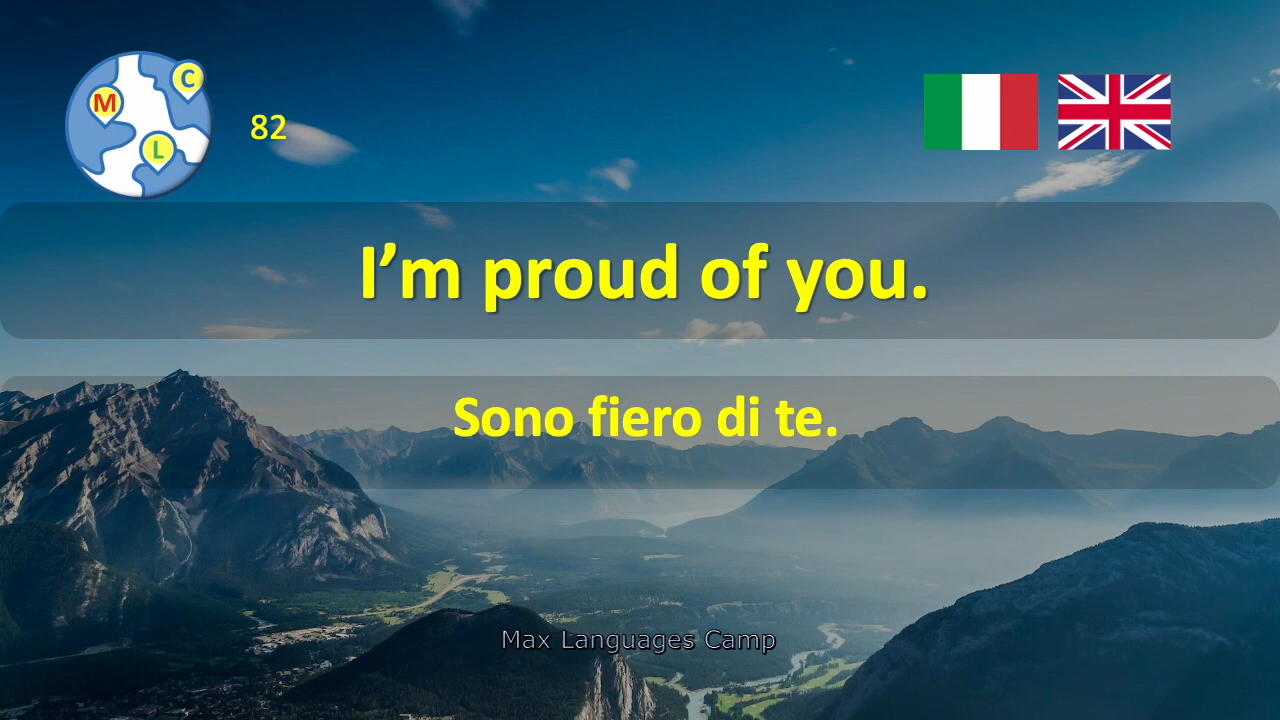 C
M
L
82
I’m proud of you.
Sono fiero di te.
Max Languages Camp